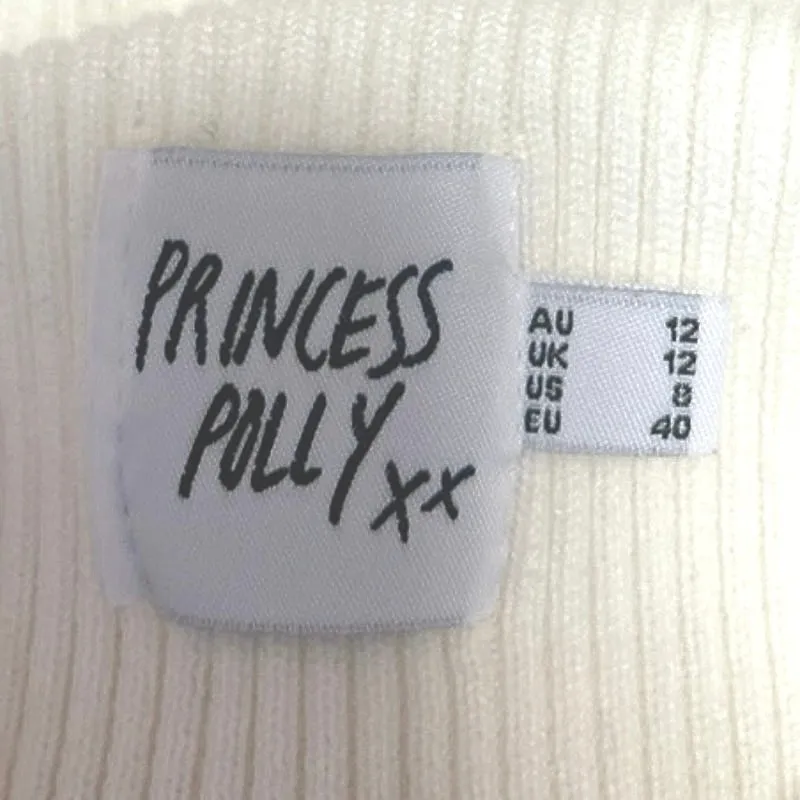 PRINCESS
POLLY xx
AU 12
UK 12
US 8
EU 40